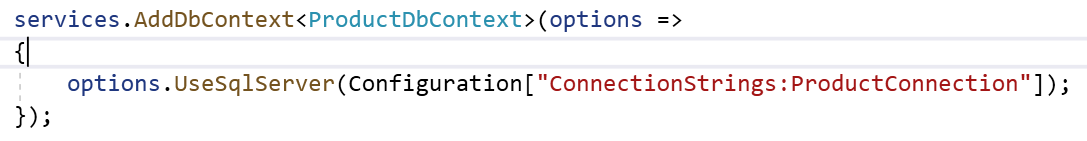 services.AddDbContext<ProductDbContext>(options =>
{
    options.UseSqlServer(Configuration["ConnectionStrings:ProductConnection"]);
});